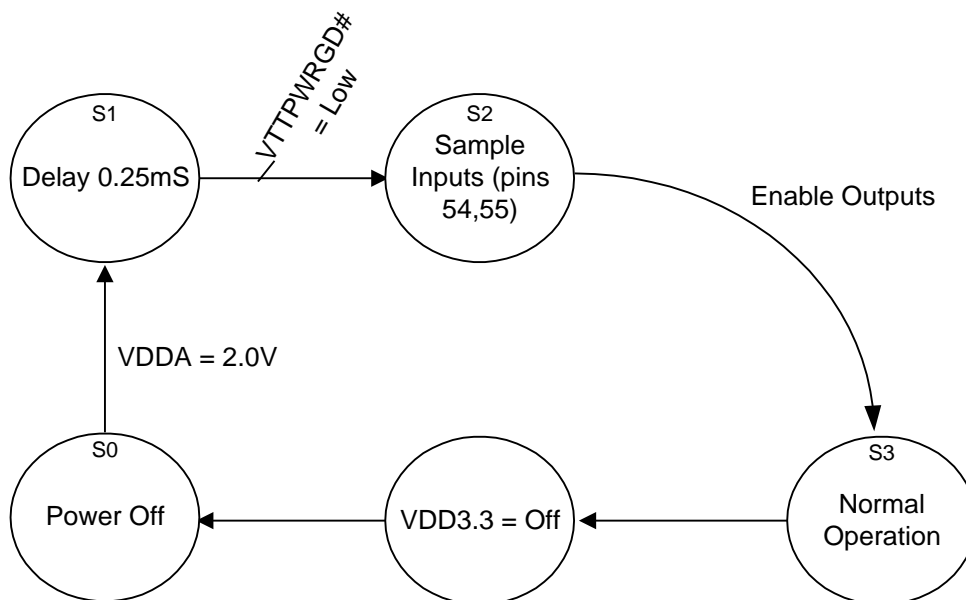 S1
Delay 0.25mS
VTTPWRGD#
= Low
S2
Sample
Inputs (pins
54,55)
Enable Outputs
VDDA = 2.0V
S0
Power Off
VDD3.3 = Off
S3
Normal
Operation